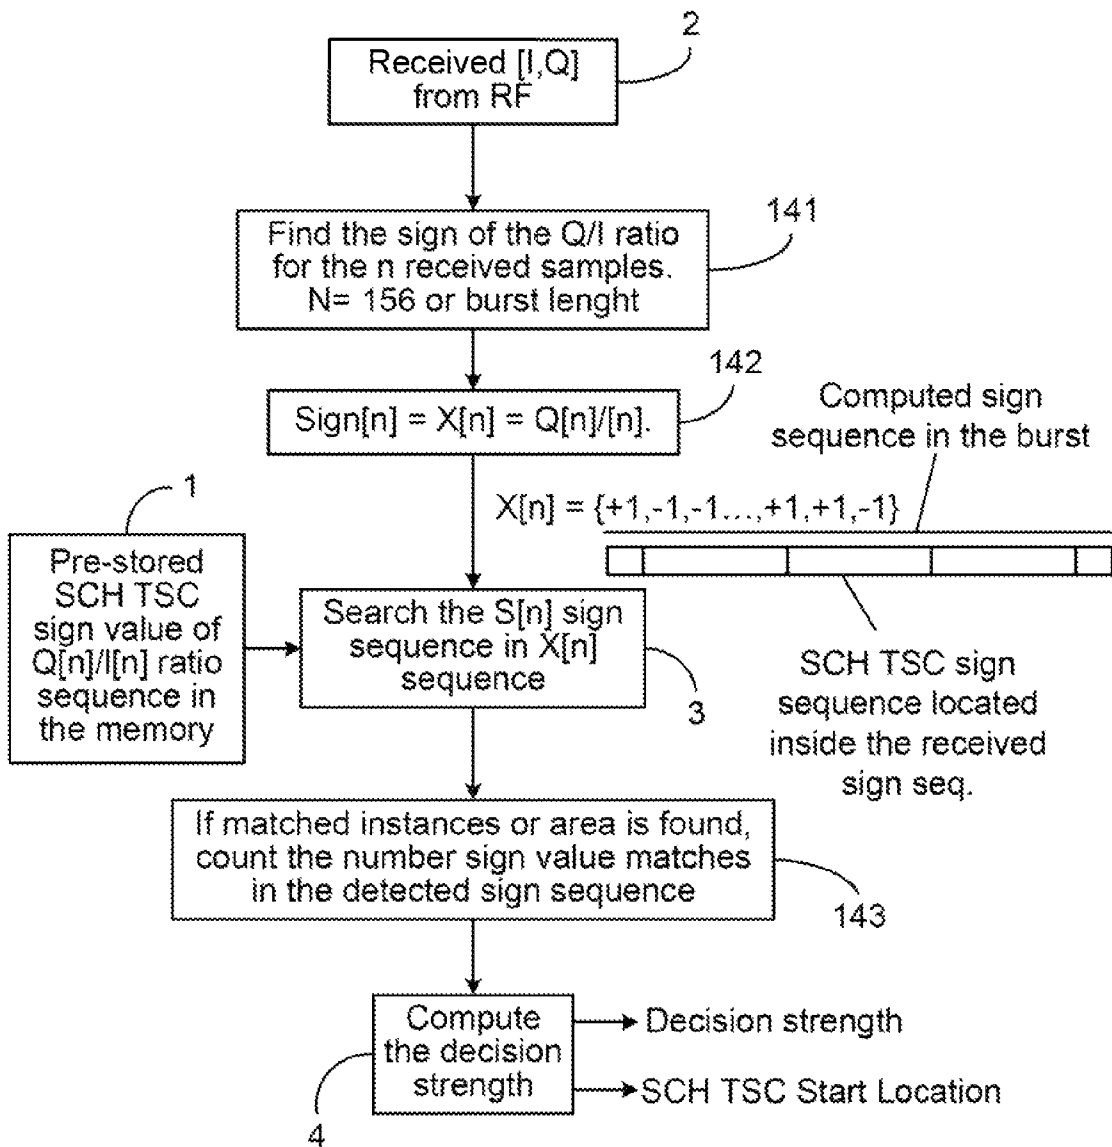 2
Received [I,Q]
from RF
141
Find the sign of the Q/I ratio
for the n received samples.
N= 156 or burst lenght
142
Sign[n] = X[n] = Q[n]/[n].
Computed sign
sequence in the burst
X[n] = {+1,-1,-1...,+1,+1,-1}
1
Pre-stored
SCH TSC
sign value of
Q[n]/I[n] ratio
sequence in
the memory
Search the S[n] sign
sequence in X[n]
sequence
3
SCH TSC sign
sequence located
inside the received
sign seq.
If matched instances or area is found,
count the number sign value matches
in the detected sign sequence
143
Compute
the decision
strength
4
Decision strength
SCH TSC Start Location